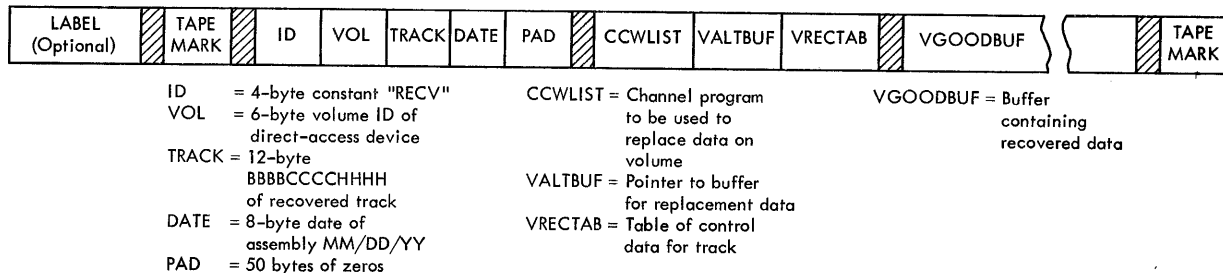 LABEL
(Optional)
TAPE
MARK
ID
VOL
TRACK
DATE
PAD
CCWLIST
VALTBUF
VRECTAB
VGOODBUF
TAPE
MARK
ID = 4-byte constant "RECV"
VOL = 6-byte volume ID of
direct-access device
TRACK = 12-byte
BBBBCCCCHHHH
of recovered track
DATE = 8-byte date of
assembly MM/DD/YY
PAD = 50 bytes of zeros
CCWLIST = Channel program
to be used to
replace data on
volume
VALTBUF = Pointer to buffer
for replacement data
VRECTAB = Table of control
data for track
VGOODBUF = Buffer
containing
recovered data